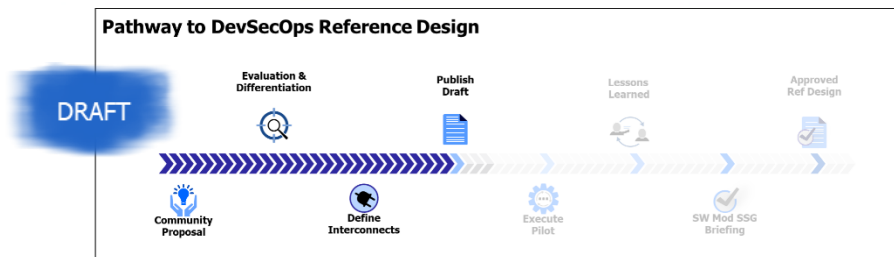 Pathway to DevSecOps Reference Design
DRAFT
Evaluation &
Differentiation
Publish
Draft
Lessons
Learned
Approved
Ref Design
Community
Proposal
Define
Interconnects
Execute
Pilot
SW Mod SSG
Briefing